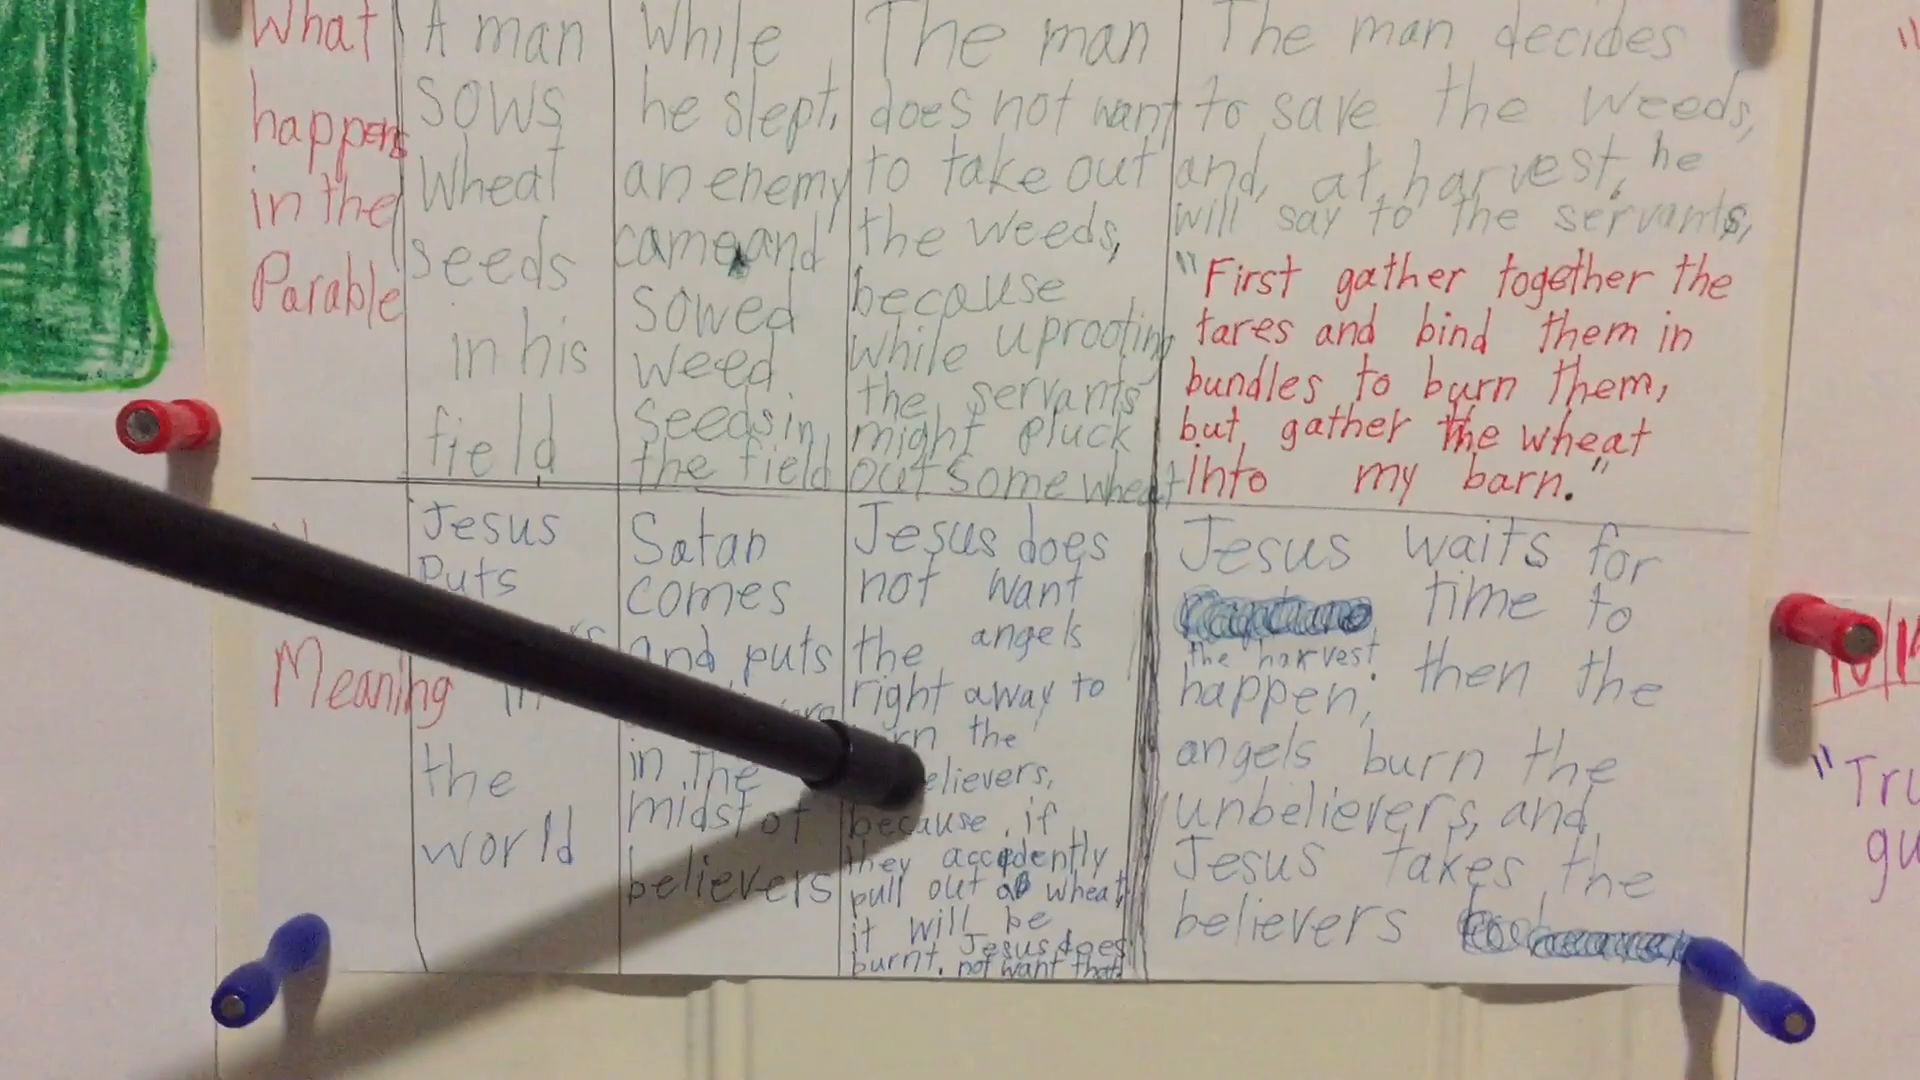 What
happens
in the
Parable
A man
sows
wheat
seeds
in his
field
While
he slept,
an enemy
came and
sowed
weed
seeds in
the field
The man
does not want
to take out
the weeds,
because
while uprooting
the servants
might pluck
out some wheat
The man decides
to save the weeds,
and, at harvest, he
will say to the servants,
"First gather together the
tares and bind them in
bundles to burn them,
but gather the wheat
into my barn."
Meaning
Jesus
Puts
the
world
Satan
comes
and puts
in the
midst of
believers
Jesus does
not want
the angels
right away to
the
because if
they accedently
pull out a wheat
it will be
burnt. Jesus does
not want that
Jesus waits for
time to
the harvest
happen; then the
angels burn the
unbelievers, and
Jesus takes the
believers
10/1
"Tru
gu